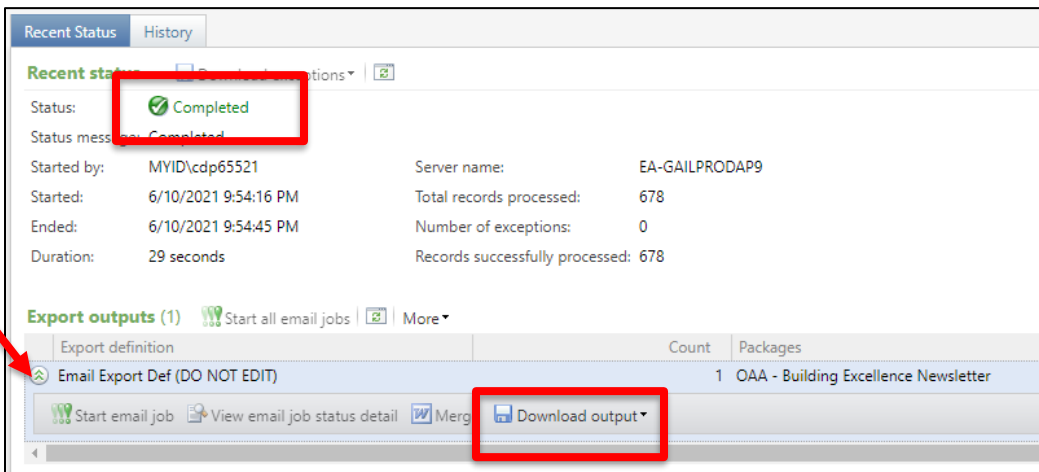 Recent Status History
Recent status Download exceptions
Status: Completed
Status message: Completed
Started by: MYID\cdp65521 Server name: EA-GAILPRODAP9
Started: 6/10/2021 9:54:16 PM Total records processed: 678
Ended: 6/10/2021 9:54:45 PM Number of exceptions: 0
Duration: 29 seconds Records successfully processed: 678
Export outputs (1) Start all email jobs More
Export definition Count Packages
Email Export Def (DO NOT EDIT) 1 OAA - Building Excellence Newsletter
Start email job View email job status detail Merg Download output